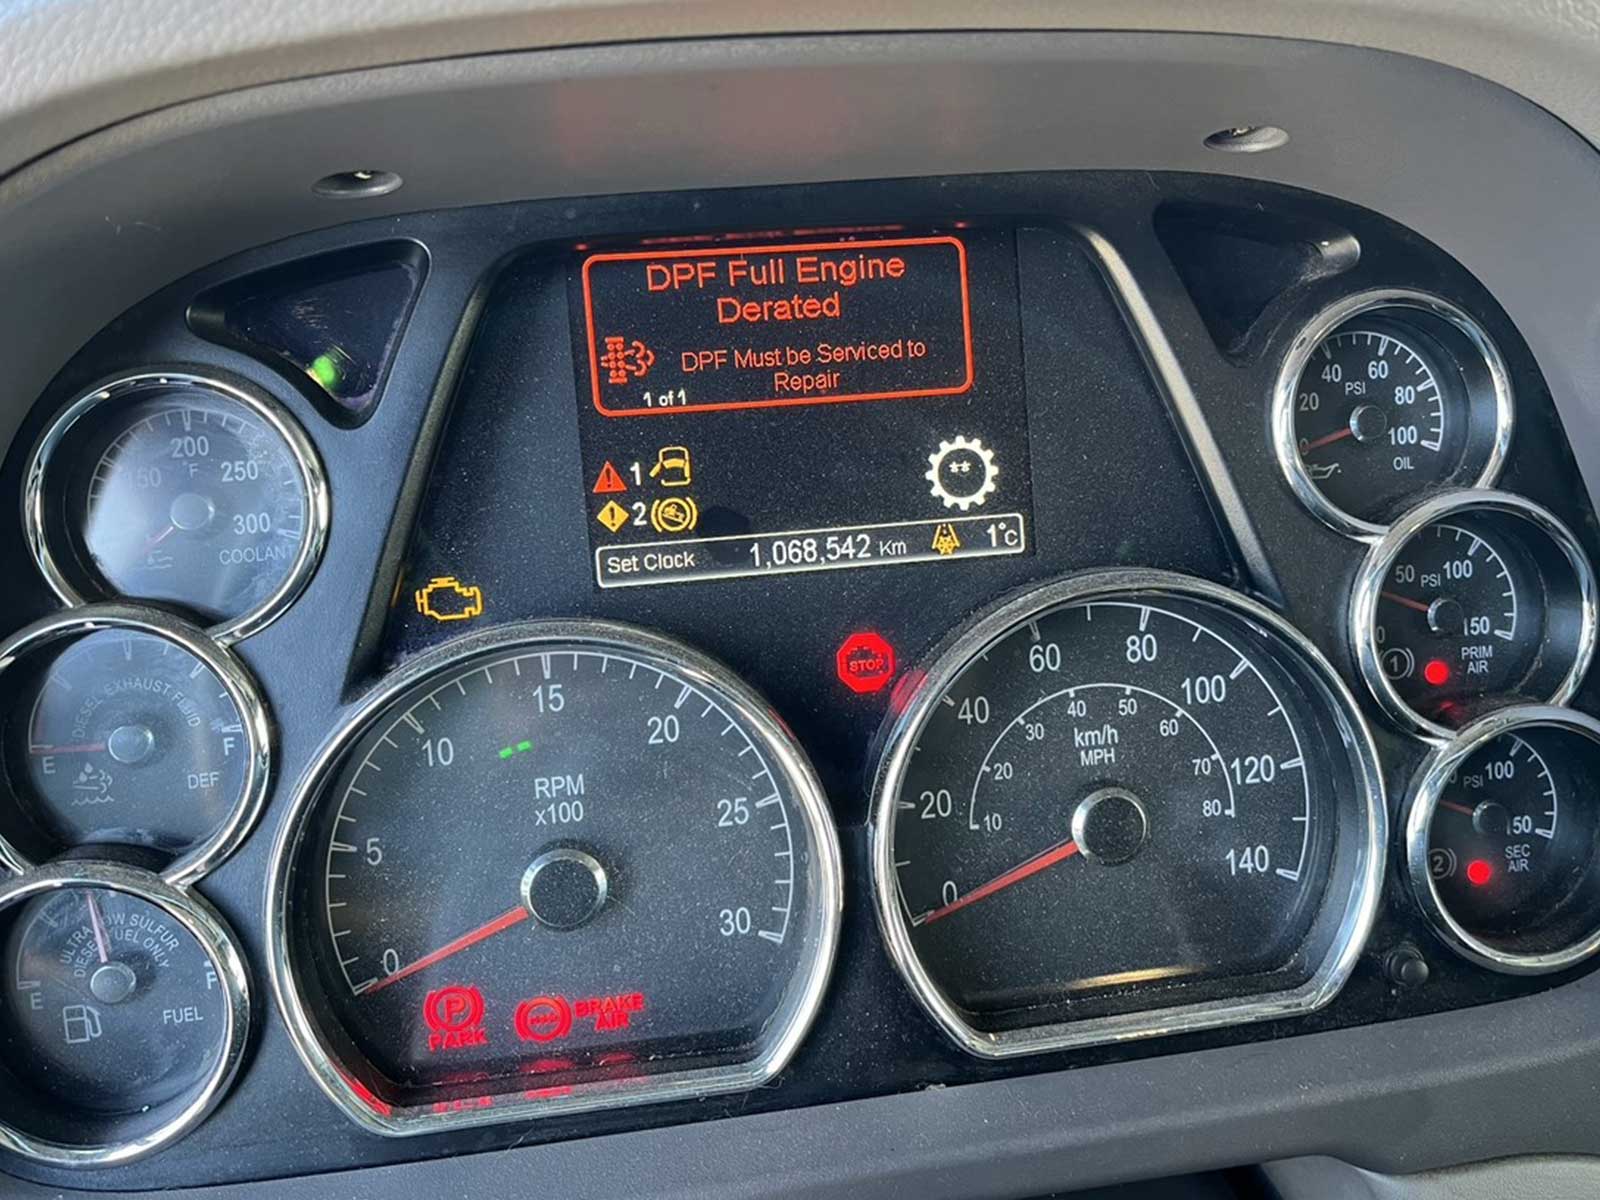 DPF Full Engine
Derated
DPF Must be Serviced to
Repair
1 of 1
1
2
**
Set Clock 1,068,542 Km 1°C
150 200 250 300
°F
COOLANT
DIESEL EXHAUST FLUID
E F
DEF
ULTRA LOW SULFUR
DIESEL FUEL ONLY
E F
FUEL
0 5 10 15 20 25 30
--
RPM
x100
P
PARK
BRAKE
AIR
STOP
0 20 40 60 80 100 120 140
10 20 30 40 50 60 70 80
km/h
MPH
0 20 40 60 80 100
PSI
OIL
0 50 100 150
PSI
PRIM
AIR
1
100 150
PSI
SEC
AIR
2